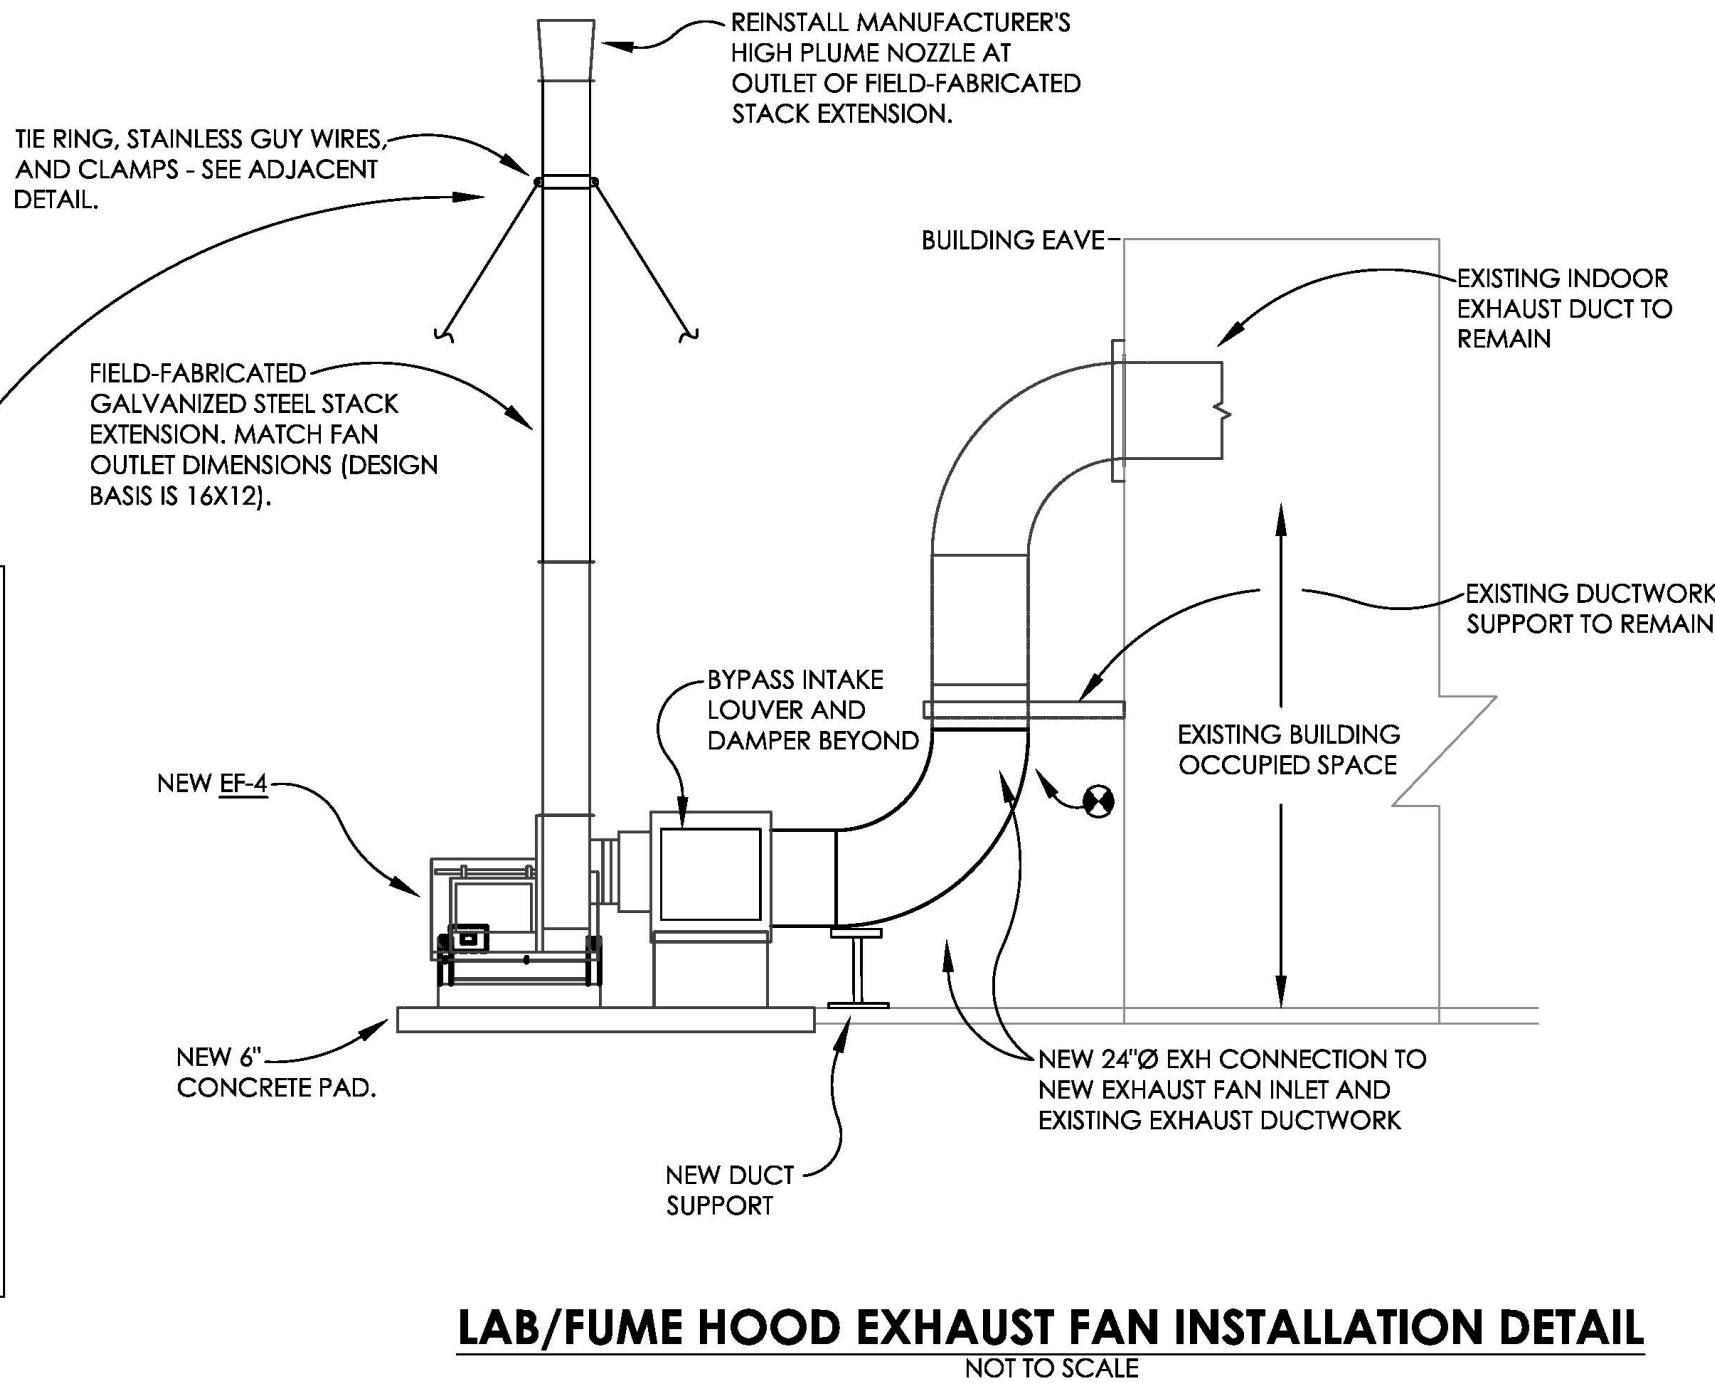 REINSTALL MANUFACTURER'S
HIGH PLUME NOZZLE AT
OUTLET OF FIELD-FABRICATED
STACK EXTENSION.
TIE RING, STAINLESS GUY WIRES,
AND CLAMPS - SEE ADJACENT
DETAIL.
BUILDING EAVE
EXISTING INDOOR
EXHAUST DUCT TO
REMAIN
FIELD-FABRICATED
GALVANIZED STEEL STACK
EXTENSION. MATCH FAN
OUTLET DIMENSIONS (DESIGN
BASIS IS 16X12).
EXISTING DUCTWORK
SUPPORT TO REMAIN
BYPASS INTAKE
LOUVER AND
DAMPER BEYOND
EXISTING BUILDING
OCCUPIED SPACE
NEW EF-4
NEW 6"
CONCRETE PAD.
NEW 24"Ø EXH CONNECTION TO
NEW EXHAUST FAN INLET AND
EXISTING EXHAUST DUCTWORK
NEW DUCT
SUPPORT
LAB/FUME HOOD EXHAUST FAN INSTALLATION DETAIL
NOT TO SCALE